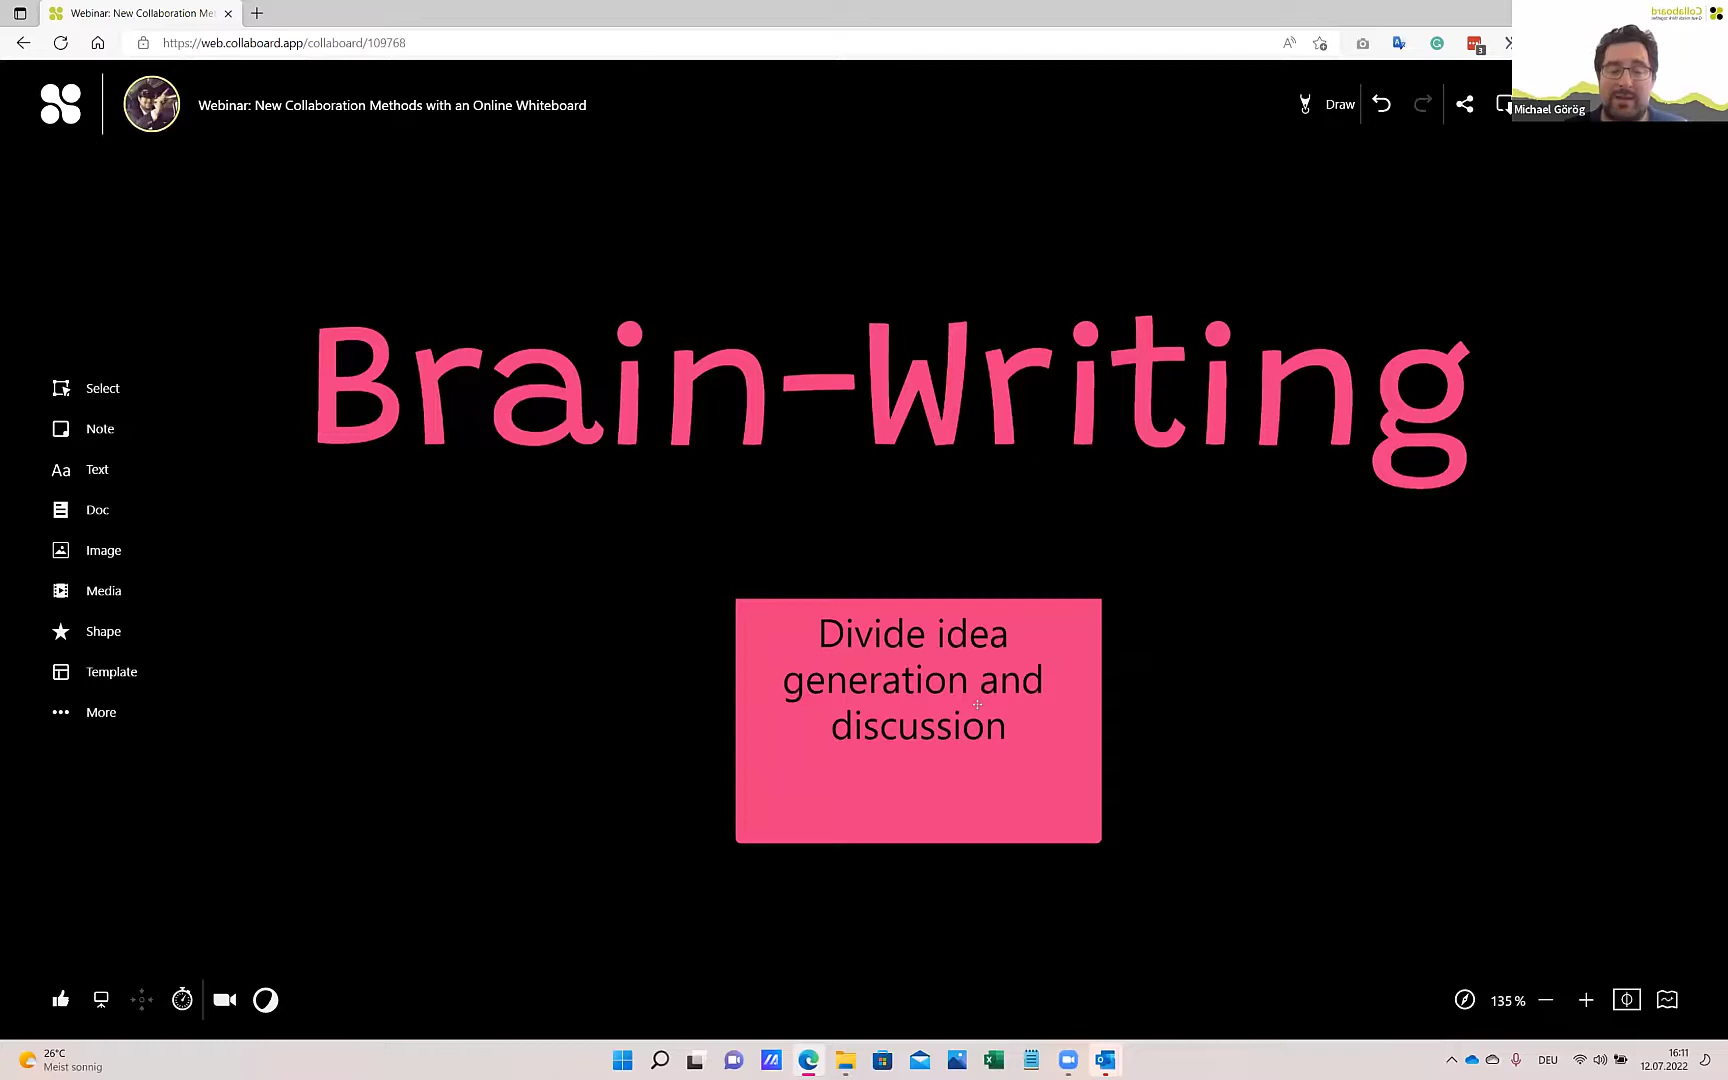 Webinar: New Collaboration Me
https://web.collaboard.app/collaboard/109768
Collaboard
Michael Görög
Webinar: New Collaboration Methods with an Online Whiteboard
Draw
Brain-Writing
Select
Note
Aa Text
Doc
Image
Media
Shape
Template
More
Divide idea
generation and
discussion
135 %
26°C
Meist sonnig
DEU
16:11
12.07.2022